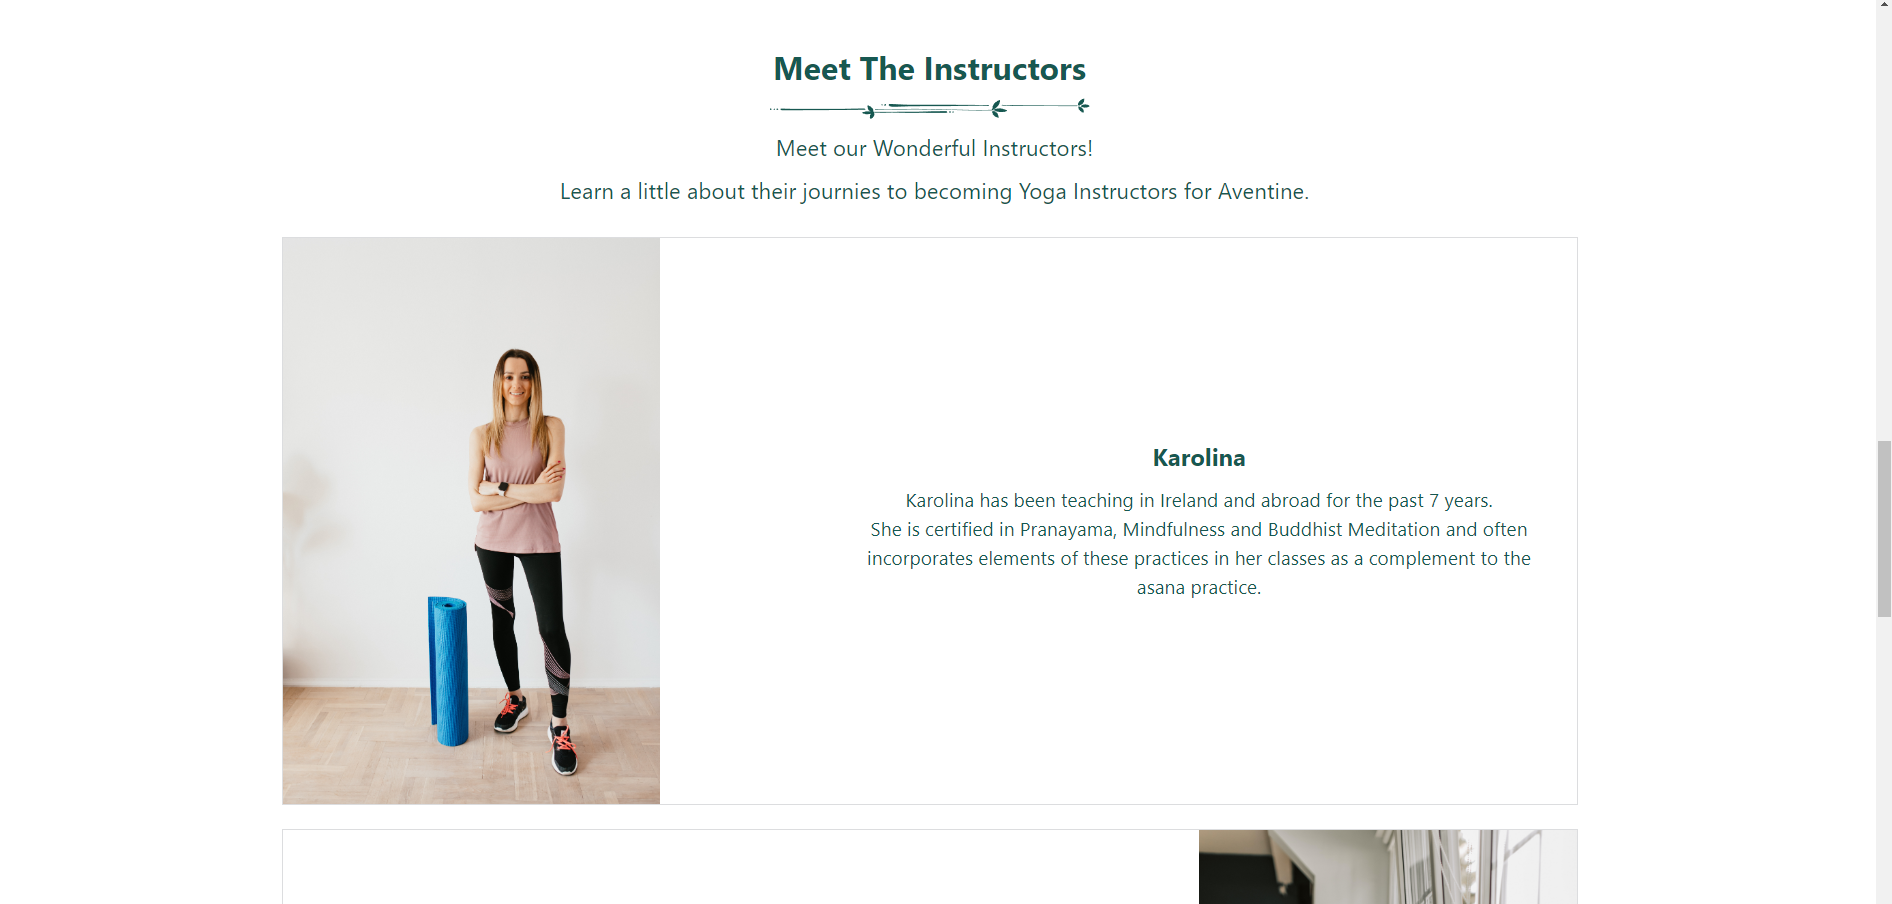 Meet The Instructors
Meet our Wonderful Instructors!
Learn a little about their journies to becoming Yoga Instructors for Aventine.
Karolina
Karolina has been teaching in Ireland and abroad for the past 7 years.
She is certified in Pranayama, Mindfulness and Buddhist Meditation and often
incorporates elements of these practices in her classes as a complement to the
asana practice.